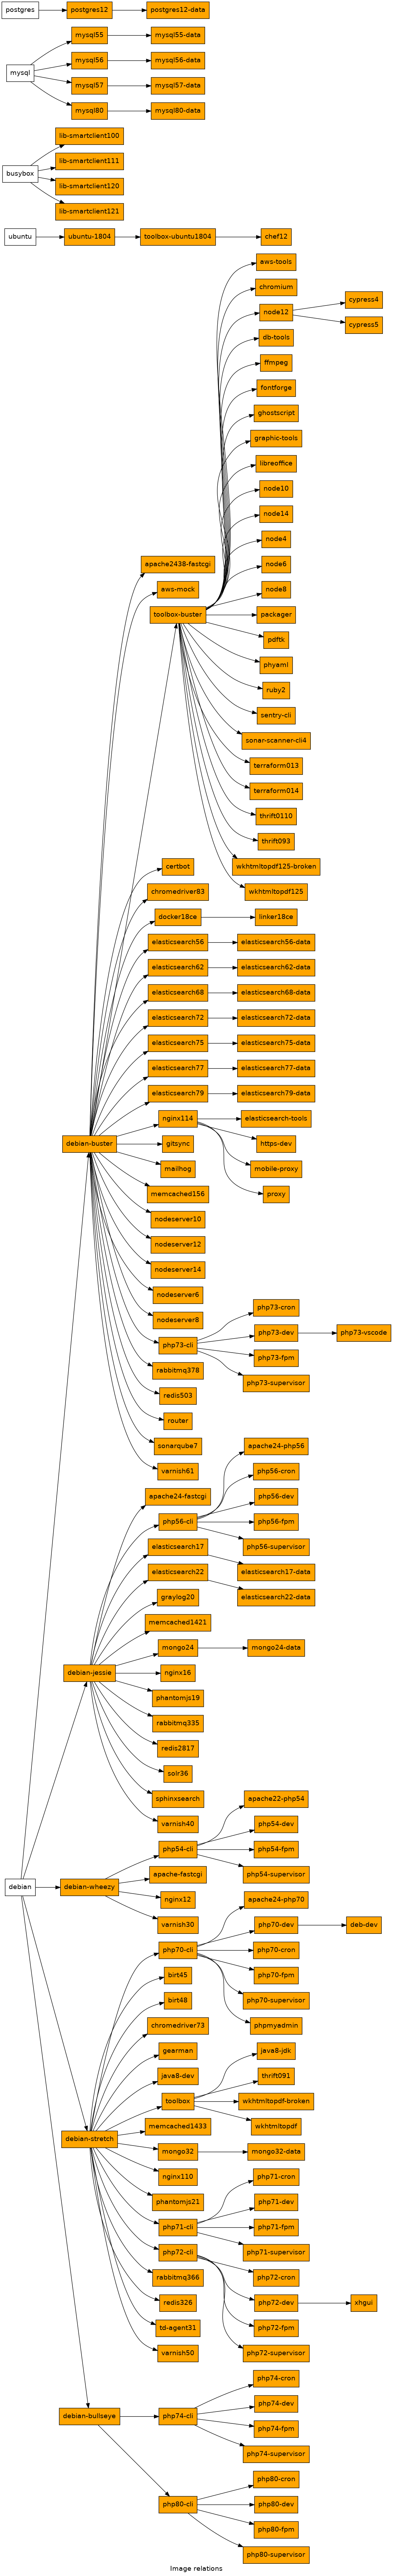 postgres
postgres12
postgres12-data
mysql
mysql55
mysql55-data
mysql56
mysql56-data
mysql57
mysql57-data
mysql80
mysql80-data
busybox
lib-smartclient100
lib-smartclient111
lib-smartclient120
lib-smartclient121
ubuntu
ubuntu-1804
toolbox-ubuntu1804
chef12
aws-tools
chromium
node12
cypress4
cypress5
db-tools
ffmpeg
fontforge
ghostscript
graphic-tools
libreoffice
node10
node14
node4
apache2438-fastcgi
node6
aws-mock
node8
toolbox-buster
packager
pdftk
phyaml
ruby2
sentry-cli
sonar-scanner-cli4
terraform013
terraform014
thrift0110
thrift093
certbot
wkhtmltopdf125-broken
chromedriver83
wkhtmltopdf125
docker18ce
linker18ce
elasticsearch56
elasticsearch56-data
elasticsearch62
elasticsearch62-data
elasticsearch68
elasticsearch68-data
elasticsearch72
elasticsearch72-data
elasticsearch75
elasticsearch75-data
elasticsearch77
elasticsearch77-data
elasticsearch79
elasticsearch79-data
nginx114
elasticsearch-tools
debian-buster
gitsync
https-dev
mailhog
mobile-proxy
memcached156
proxy
nodeserver10
nodeserver12
nodeserver14
nodeserver6
php73-cron
nodeserver8
php73-dev
php73-vscode
php73-cli
php73-fpm
rabbitmq378
php73-supervisor
redis503
router
sonarqube7
apache24-php56
varnish61
php56-cron
apache24-fastcgi
php56-dev
php56-cli
php56-fpm
elasticsearch17
php56-supervisor
elasticsearch22
elasticsearch17-data
graylog20
elasticsearch22-data
memcached1421
mongo24
mongo24-data
debian-jessie
nginx16
phantomjs19
rabbitmq335
redis2817
solr36
sphinxsearch
apache22-php54
varnish40
php54-dev
php54-cli
php54-fpm
apache-fastcgi
php54-supervisor
debian
debian-wheezy
nginx12
apache24-php70
varnish30
php70-dev
deb-dev
php70-cli
php70-cron
birt45
php70-fpm
birt48
php70-supervisor
chromedriver73
phpmyadmin
gearman
java8-jdk
java8-dev
thrift091
toolbox
wkhtmltopdf-broken
memcached1433
wkhtmltopdf
debian-stretch
mongo32
mongo32-data
nginx110
php71-cron
phantomjs21
php71-dev
php71-cli
php71-fpm
php72-cli
php71-supervisor
rabbitmq366
php72-cron
redis326
php72-dev
xhgui
td-agent31
php72-fpm
varnish50
php72-supervisor
php74-cron
php74-dev
debian-bullseye
php74-cli
php74-fpm
php74-supervisor
php80-cron
php80-cli
php80-dev
php80-fpm
php80-supervisor
Image relations